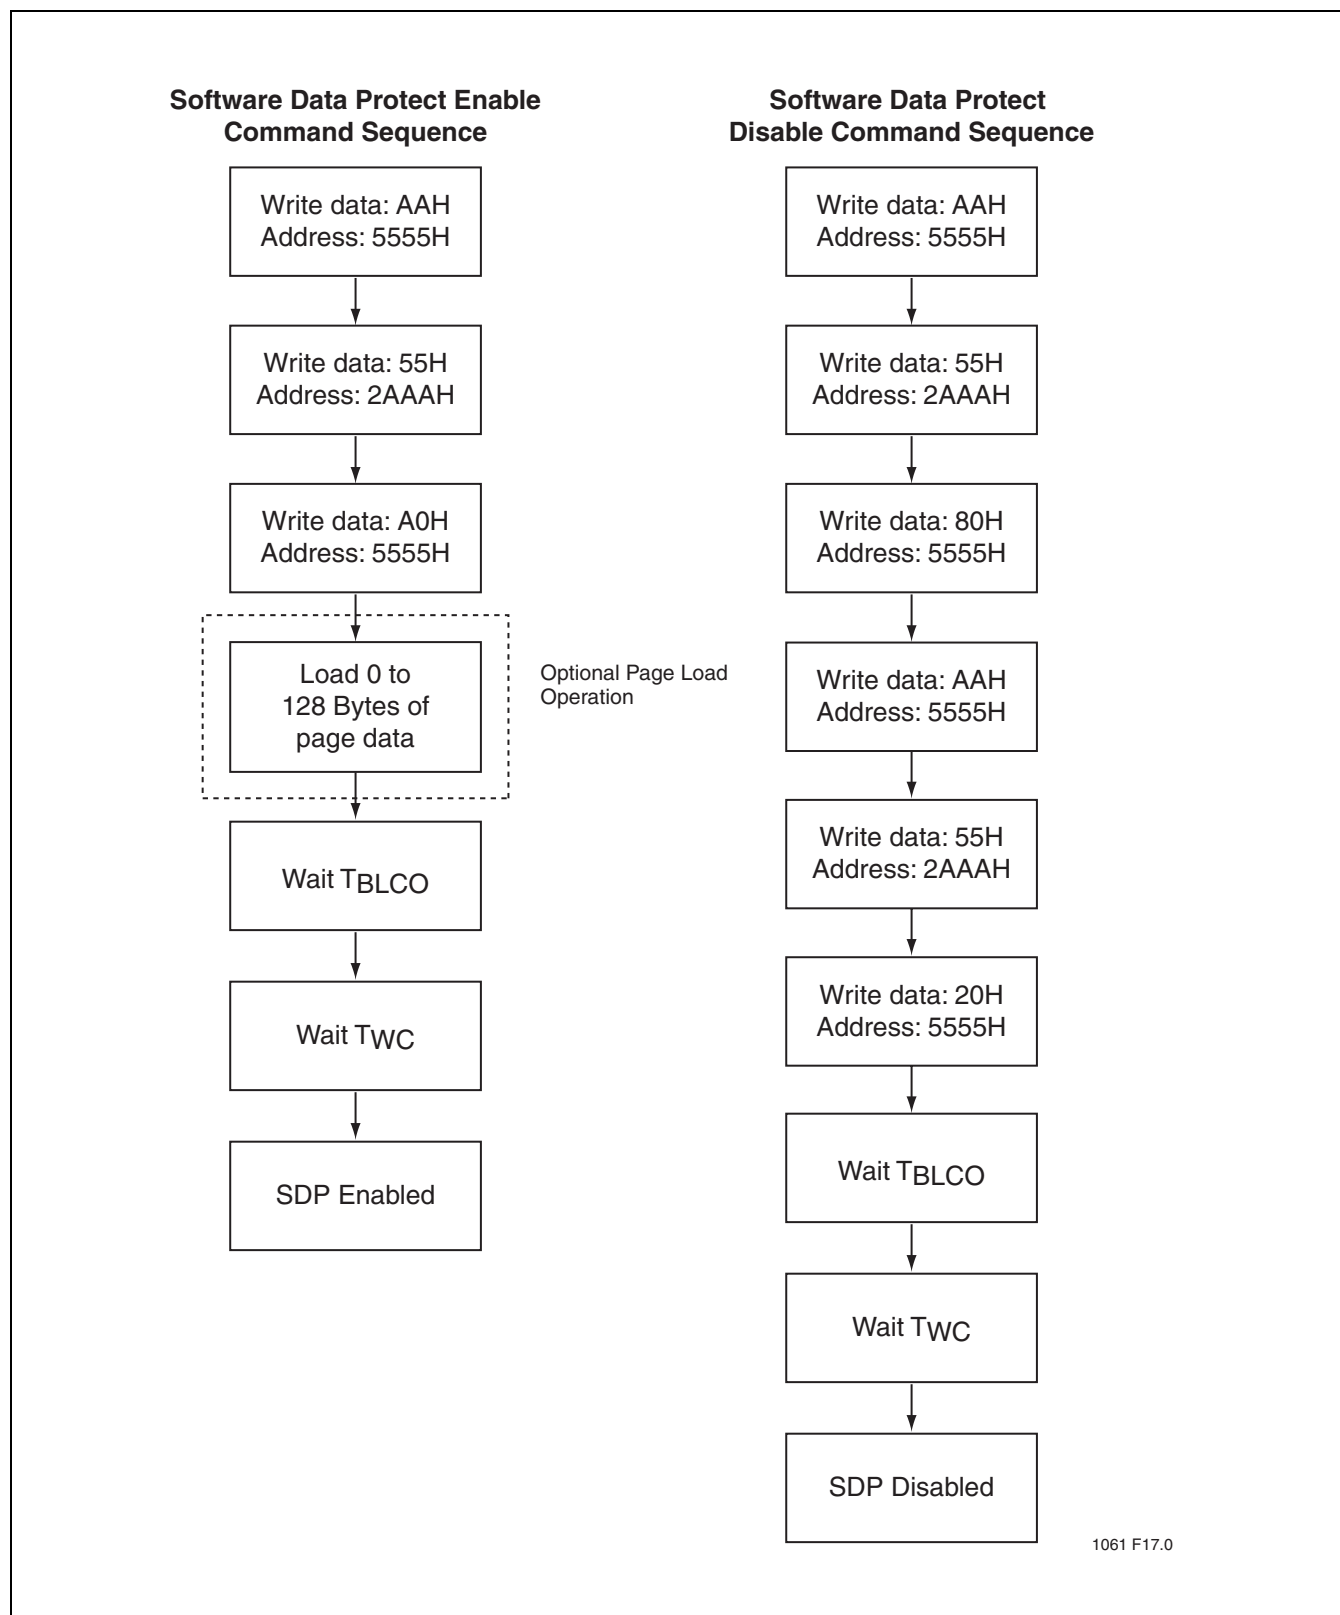 Software Data Protect Enable
Command Sequence
Write data: AAH
Address: 5555H
Write data: 55H
Address: 2AAAH
Write data: A0H
Address: 5555H
Load 0 to
128 Bytes of
page data
Optional Page Load
Operation
Wait TBLCO
Wait TWC
SDP Enabled
Software Data Protect
Disable Command Sequence
Write data: AAH
Address: 5555H
Write data: 55H
Address: 2AAAH
Write data: 80H
Address: 5555H
Write data: AAH
Address: 5555H
Write data: 55H
Address: 2AAAH
Write data: 20H
Address: 5555H
Wait TBLCO
Wait TWC
SDP Disabled
1061 F17.0